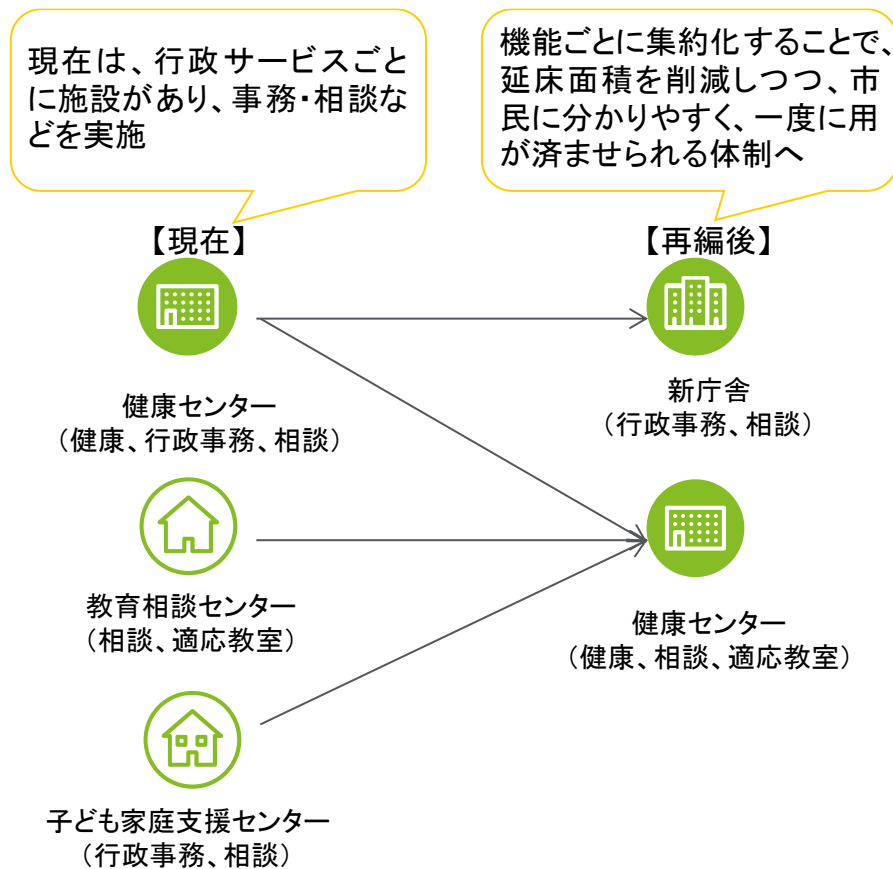 現在は、行政サービスごと
に施設があり、事務・相談な
どを実施
機能ごとに集約化することで、
延床面積を削減しつつ、市
民に分かりやすく、一度に用
が済ませられる体制へ
【現在】
【再編後】
健康センター
（健康、行政事務、相談）
新庁舎
（行政事務、相談）
教育相談センター
（相談、適応教室）
健康センター
（健康、相談、適応教室）
子ども家庭支援センター
（行政事務、相談）